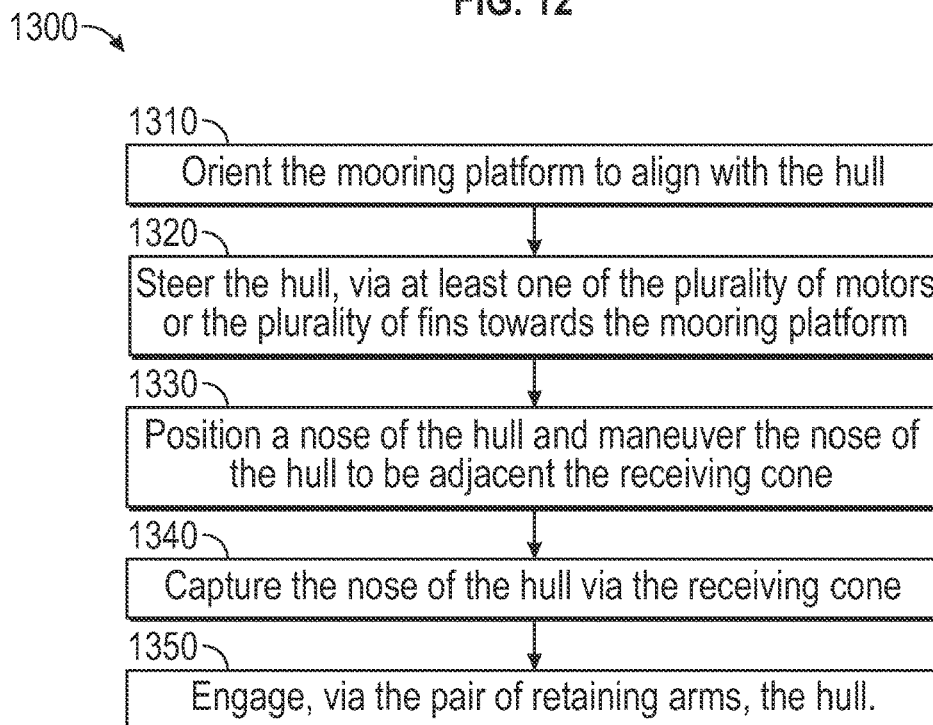 FIG. 12
1300
1310
Orient the mooring platform to align with the hull
1320
Steer the hull, via at least one of the plurality of motors
or the plurality of fins towards the mooring platform
1330
Position a nose of the hull and maneuver the nose of
the hull to be adjacent the receiving cone
1340
Capture the nose of the hull via the receiving cone
1350
Engage, via the pair of retaining arms, the hull.